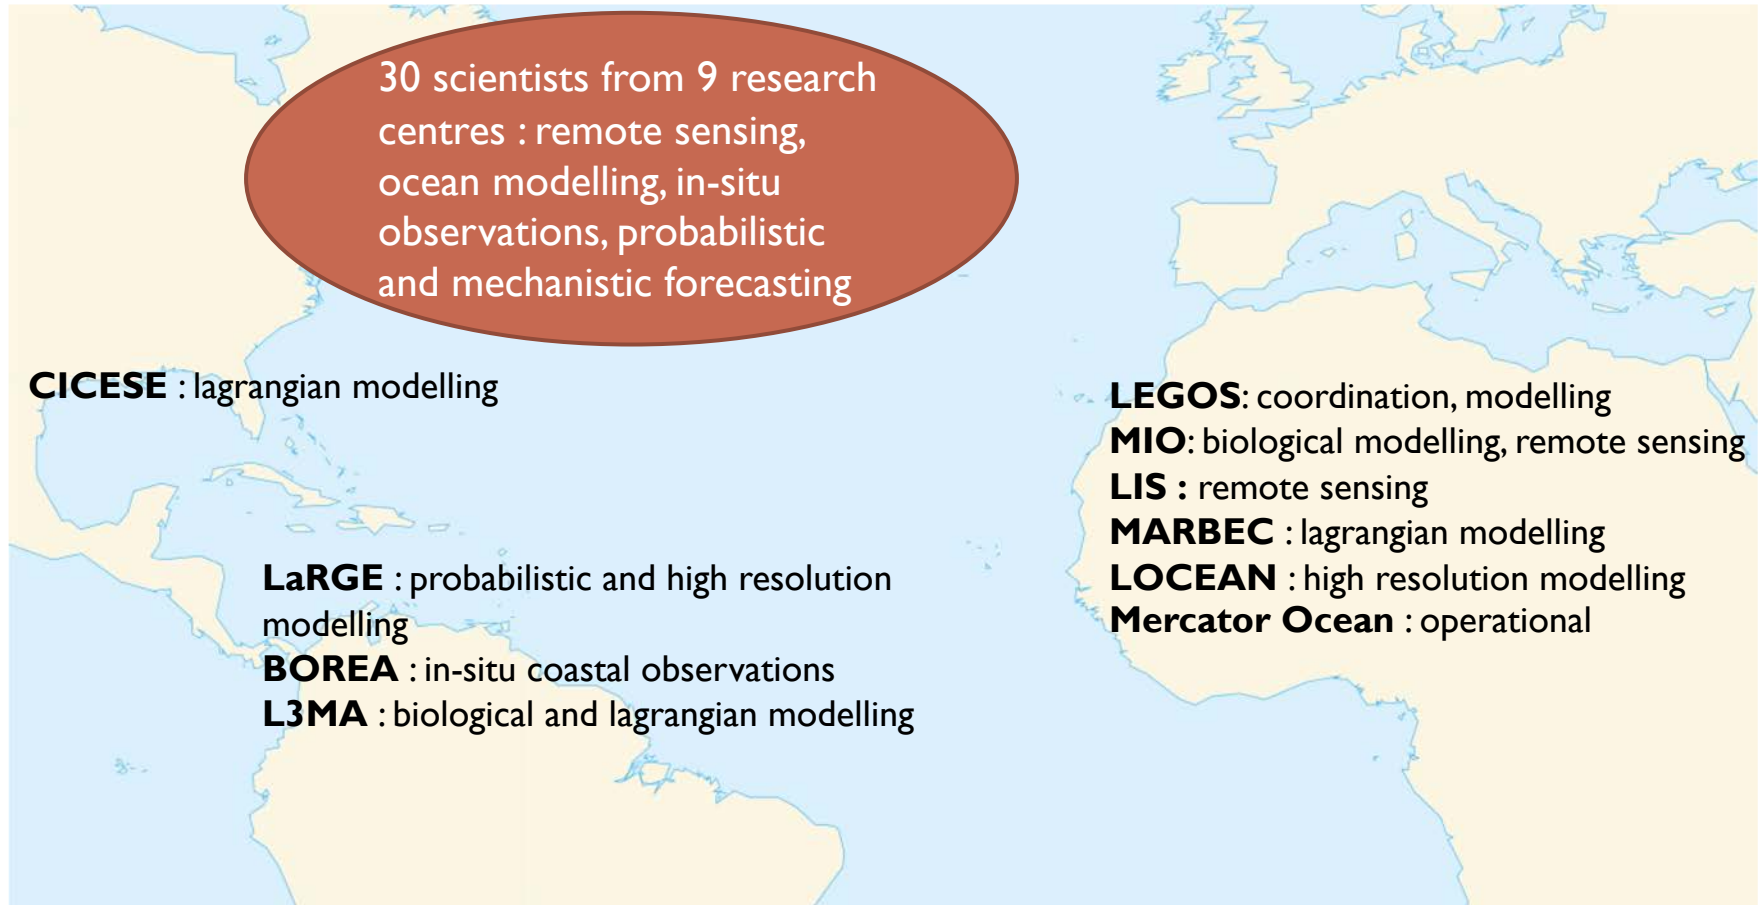 30 scientists from 9 research
centres : remote sensing,
ocean modelling, in-situ
observations, probabilistic
and mechanistic forecasting
CICESE : lagrangian modelling
LaRGE : probabilistic and high resolution
modelling
BOREA : in-situ coastal observations
L3MA : biological and lagrangian modelling
LEGOS: coordination, modelling
MIO: biological modelling, remote sensing
LIS : remote sensing
MARBEC : lagrangian modelling
LOCEAN : high resolution modelling
Mercator Ocean : operational